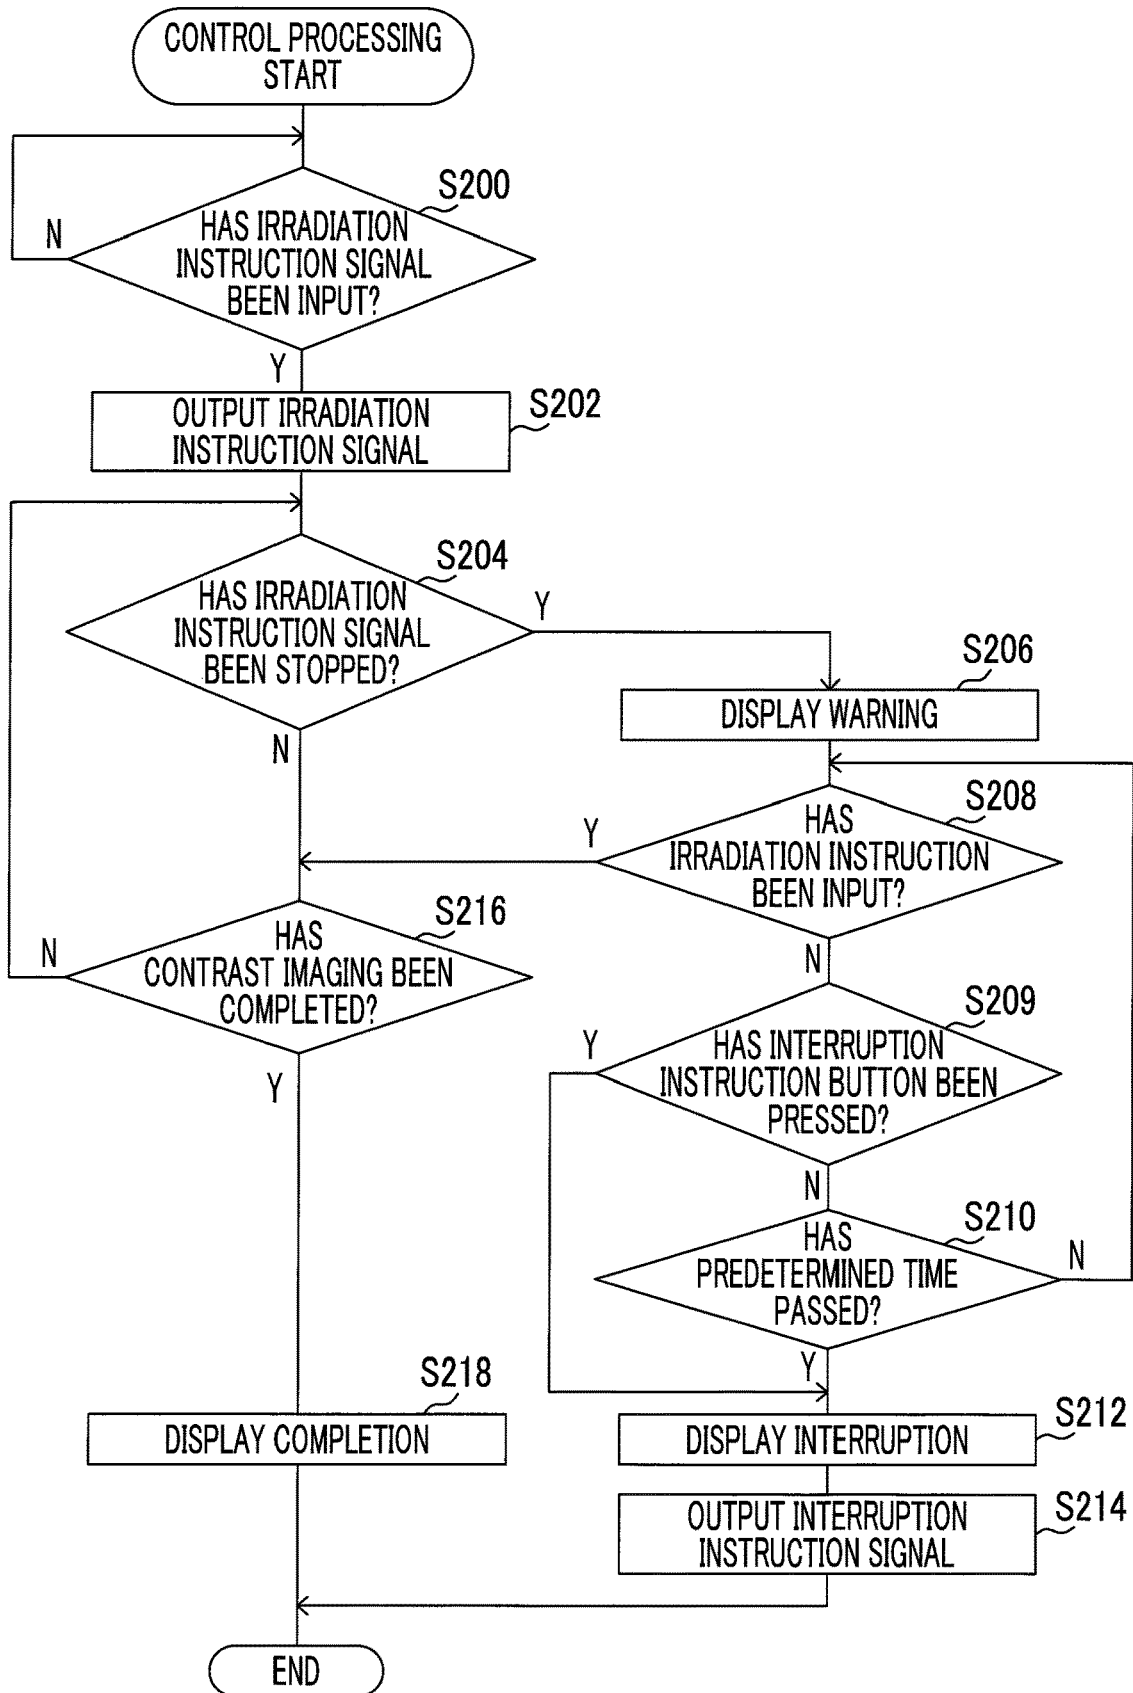 CONTROL PROCESSING
START
S200
N
HAS IRRADIATION
INSTRUCTION SIGNAL
BEEN INPUT?
Y
OUTPUT IRRADIATION
INSTRUCTION SIGNAL
S202
S204
HAS IRRADIATION
INSTRUCTION SIGNAL
BEEN STOPPED?
Y
N
S206
DISPLAY WARNING
S208
Y
HAS
IRRADIATION INSTRUCTION
BEEN INPUT?
N
S216
N
HAS
CONTRAST IMAGING BEEN
COMPLETED?
Y
S209
Y
HAS INTERRUPTION
INSTRUCTION BUTTON BEEN
PRESSED?
N
S210
HAS
PREDETERMINED TIME
PASSED?
N
Y
S218
DISPLAY COMPLETION
DISPLAY INTERRUPTION
S212
OUTPUT INTERRUPTION
INSTRUCTION SIGNAL
S214
END